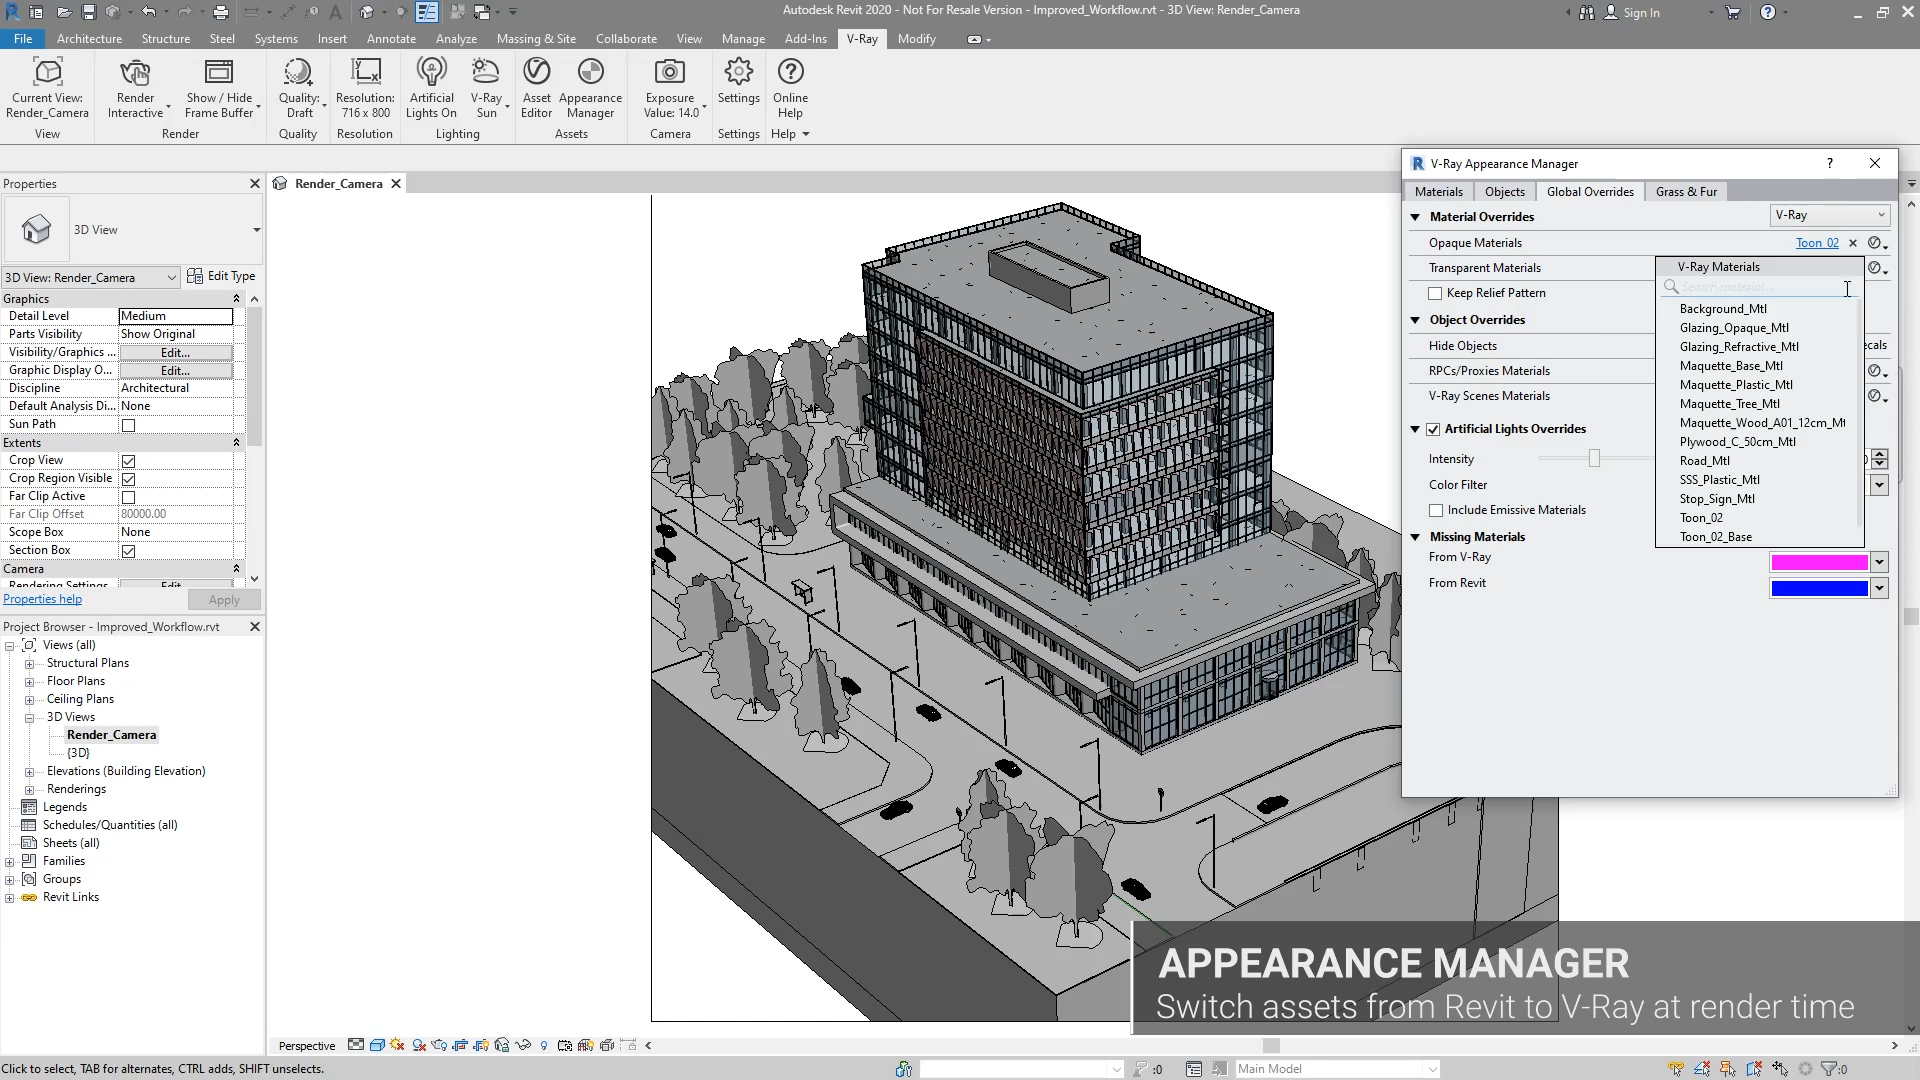 Autodesk Revit 2020 - Not For Resale Version - Improved_Workflow.rvt - 3D View: Render_Camera
Sign In
File Architecture Structure Steel Systems Insert Annotate Analyze Massing & Site Collaborate View Manage Add-Ins V-Ray Modify
Current View: Render_Camera
Render Interactive
Show / Hide Frame Buffer
Quality: Draft
Resolution: 716 x 800
Artificial Lights On
V-Ray Sun
Asset Editor
Appearance Manager
Exposure Value: 14.0
Settings
Online Help
View Render Quality Resolution Lighting Assets Camera Settings Help
Properties
3D View
3D View: Render_Camera Edit Type
Graphics
Detail Level Medium
Parts Visibility Show Original
Visibility/Graphics ... Edit...
Graphic Display O... Edit...
Discipline Architectural
Default Analysis Di... None
Sun Path
Extents
Crop View
Crop Region Visible
Far Clip Active
Far Clip Offset 80000.00
Scope Box None
Section Box
Camera
Rendering Settings Edit...
Properties help Apply
Project Browser - Improved_Workflow.rvt
Views (all)
Structural Plans
Floor Plans
Ceiling Plans
3D Views
Render_Camera
{3D}
Elevations (Building Elevation)
Renderings
Legends
Schedules/Quantities (all)
Sheets (all)
Families
Groups
Revit Links
Render_Camera
V-Ray Appearance Manager ?
Materials Objects Global Overrides Grass & Fur
Material Overrides V-Ray
Opaque Materials Toon_02
Transparent Materials
Keep Relief Pattern
Object Overrides
Hide Objects
RPCs/Proxies Materials
V-Ray Scenes Materials
Artificial Lights Overrides
Intensity
Color Filter
Include Emissive Materials
Missing Materials
From V-Ray
From Revit
V-Ray Materials
Search material...
Background_Mtl
Glazing_Opaque_Mtl
Glazing_Refractive_Mtl
Maquette_Base_Mtl
Maquette_Plastic_Mtl
Maquette_Tree_Mtl
Maquette_Wood_A01_12cm_Mt
Plywood_C_50cm_Mtl
Road_Mtl
SSS_Plastic_Mtl
Stop_Sign_Mtl
Toon_02
Toon_02_Base
APPEARANCE MANAGER
Switch assets from Revit to V-Ray at render time
Perspective
Click to select, TAB for alternates, CTRL adds, SHIFT unselects.
:0
Main Model
:0